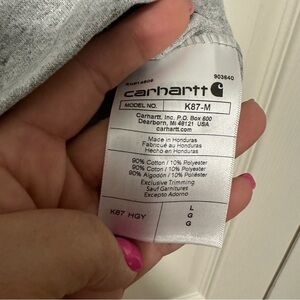 903640
carhartt
MODEL NO. K87-M
Carhartt, Inc. P.O. Box 600
Dearborn, MI 48121 USA
carhartt.com
Made in Honduras
Fabriqué au Honduras
Hecho en Honduras
90% Cotton / 10% Polyester
90% Coton / 10% Polyester
90% Algodón / 10% Poliéster
Exclusive Trimming
Sauf Garnitures
Excepto Adorno
K87 HGY
L
G
G